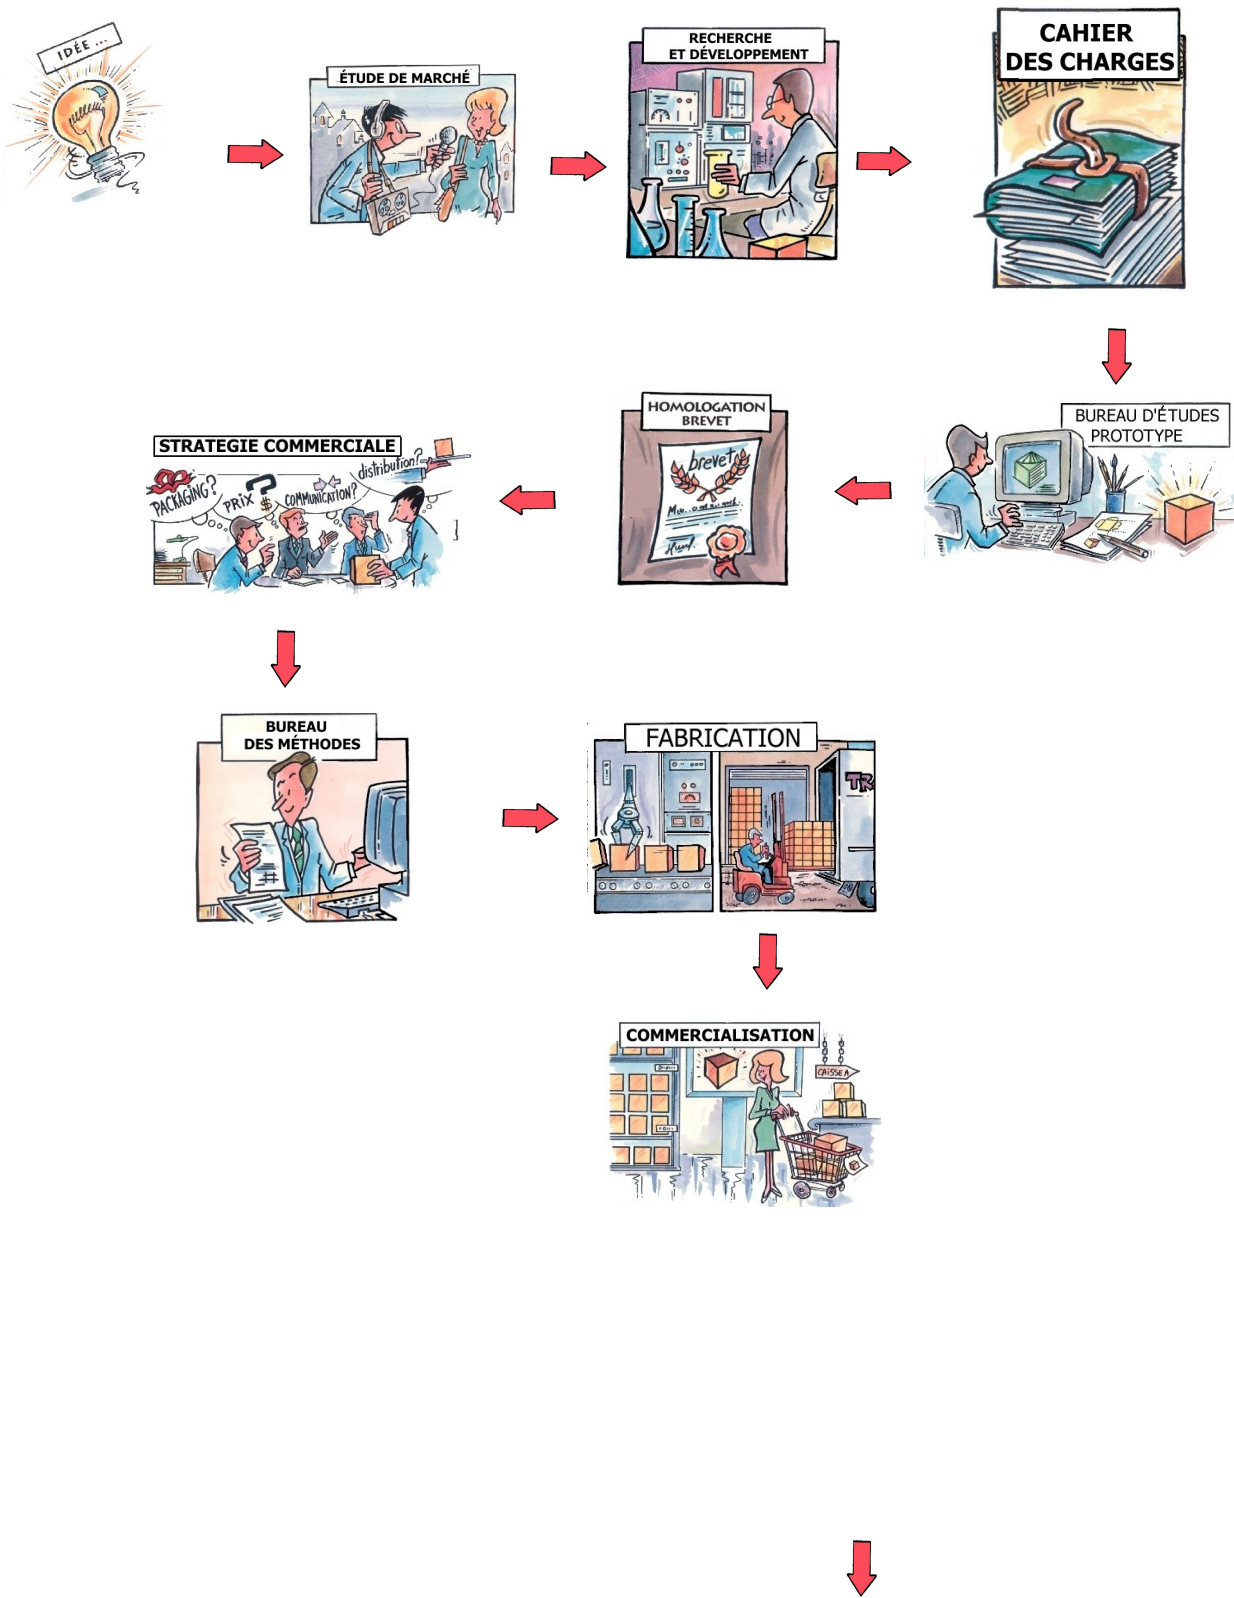 IDÉE ...
ÉTUDE DE MARCHÉ
RECHERCHE
ET DÉVELOPPEMENT
CAHIER
DES CHARGES
STRATEGIE COMMERCIALE
PACKAGING?
PRIX ?
$
COMMUNICATION?
distribution?
HOMOLOGATION
BREVET
brevet
BUREAU D'ÉTUDES
PROTOTYPE
BUREAU
DES MÉTHODES
FABRICATION
TR
COMMERCIALISATION
CAISSE A